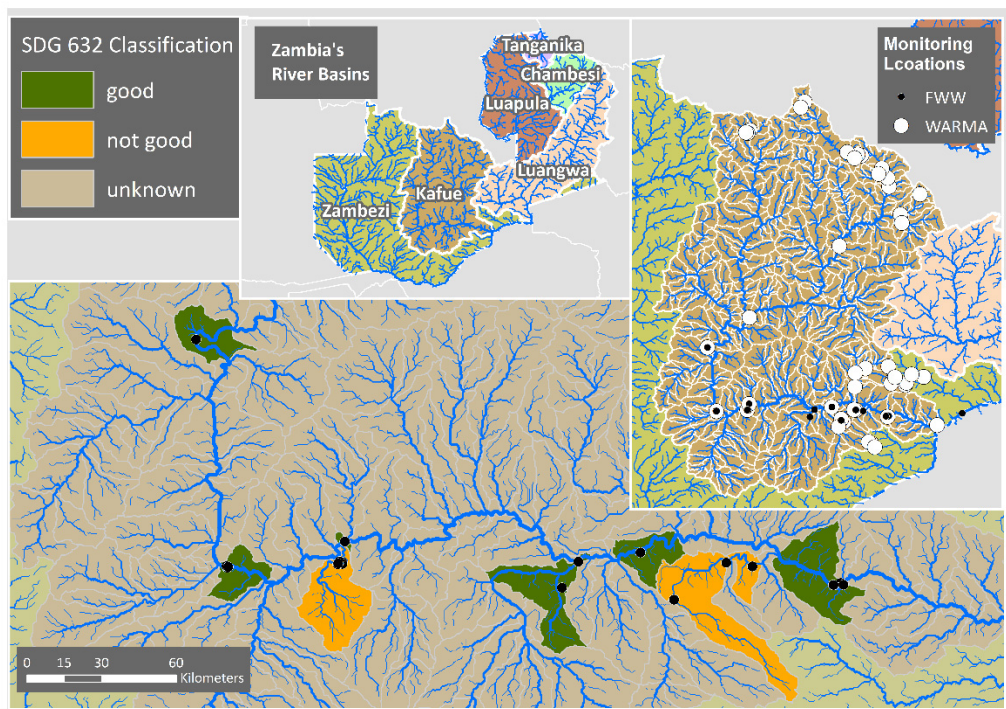 SDG 632 Classification
good
not good
unknown
Zambia's
River Basins
Tanganika
Chambesi
Luapula
Luangwa
Kafue
Zambezi
Monitoring
Lcoations
FWW
WARMA
0 15 30 60
Kilometers